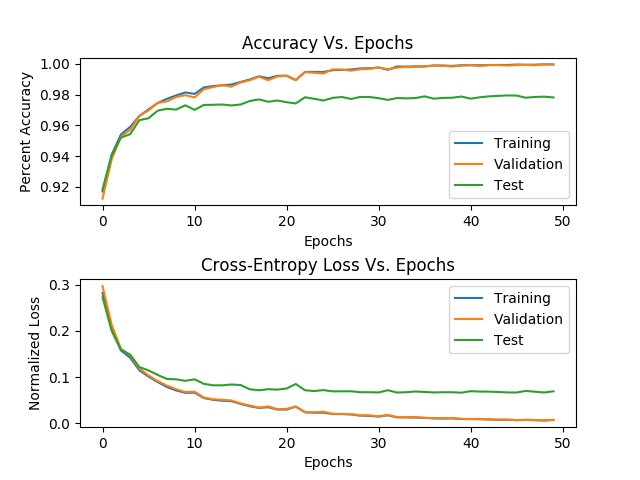 Accuracy Vs. Epochs
Percent Accuracy
1.00
0.98
0.96
0.94
0.92
Training
Validation
Test
0 10 20 30 40 50
Epochs
Cross-Entropy Loss Vs. Epochs
Normalized Loss
0.3
0.2
0.1
0.0
Training
Validation
Test
0 10 20 30 40 50
Epochs